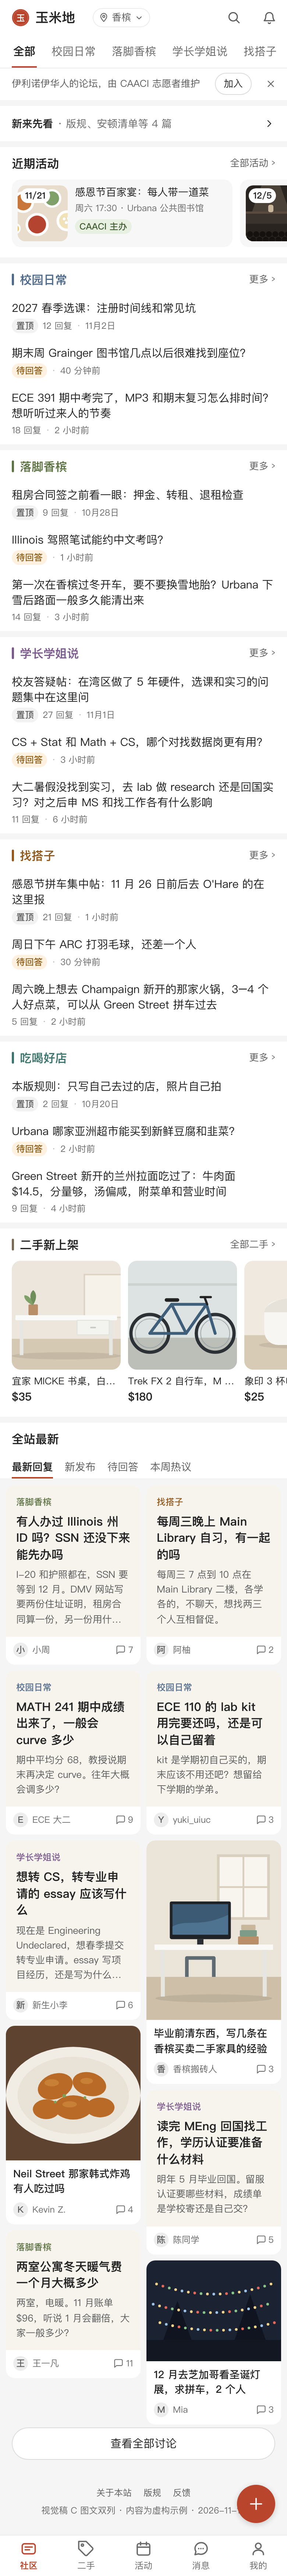 玉 玉米地 香槟
全部 校园日常 落脚香槟 学长学姐说 找搭子
伊利诺伊华人的论坛，由 CAACI 志愿者维护 加入
新来先看 · 版规、安顿清单等 4 篇
近期活动 全部活动
11/21
感恩节百家宴：每人带一道菜
周六 17:30 · Urbana 公共图书馆
CAACI 主办
12/5
校园日常 更多
2027 春季选课：注册时间线和常见坑
置顶 12 回复 · 11月2日
期末周 Grainger 图书馆几点以后很难找到座位？
待回答 · 40 分钟前
ECE 391 期中考完了，MP3 和期末复习怎么排时间？
想听听过来人的节奏
18 回复 · 2 小时前
落脚香槟 更多
租房合同签之前看一眼：押金、转租、退租检查
置顶 9 回复 · 10月28日
Illinois 驾照笔试能约中文考吗？
待回答 · 1 小时前
第一次在香槟过冬开车，要不要换雪地胎？Urbana 下
雪后路面一般多久能清出来
14 回复 · 3 小时前
学长学姐说 更多
校友答疑帖：在湾区做了 5 年硬件，选课和实习的问
题集中在这里问
置顶 27 回复 · 11月1日
CS + Stat 和 Math + CS，哪个对找数据岗更有用？
待回答 · 3 小时前
大二暑假没找到实习，去 lab 做 research 还是回国实
习？对之后申 MS 和找工作各有什么影响
11 回复 · 6 小时前
找搭子 更多
感恩节拼车集中帖：11 月 26 日前后去 O'Hare 的在
这里报
置顶 21 回复 · 1 小时前
周日下午 ARC 打羽毛球，还差一个人
待回答 · 30 分钟前
周六晚上想去 Champaign 新开的那家火锅，3–4 个
人好点菜，可以从 Green Street 拼车过去
5 回复 · 2 小时前
吃喝好店 更多
本版规则：只写自己去过的店，照片自己拍
置顶 2 回复 · 10月20日
Urbana 哪家亚洲超市能买到新鲜豆腐和韭菜？
待回答 · 2 小时前
Green Street 新开的兰州拉面吃过了：牛肉面
$14.5，分量够，汤偏咸，附菜单和营业时间
9 回复 · 4 小时前
二手新上架 全部二手
宜家 MICKE 书桌，白…
$35
Trek FX 2 自行车，M …
$180
象印 3 杯
$25
全站最新
最新回复 新发布 待回答 本周热议
落脚香槟
有人办过 Illinois 州
ID 吗？SSN 还没下来
能先办吗
I-20 和护照都在，SSN 要
等到 12 月。DMV 网站写
要两份住址证明，租房合
同算一份，另一份用什…
小 小周 7
找搭子
每周三晚上 Main
Library 自习，有一起
的吗
每周三 7 点到 10 点在
Main Library 二楼，各学
各的，不聊天，想找两三
个人互相督促。
阿 阿柚 2
校园日常
MATH 241 期中成绩
出来了，一般会
curve 多少
期中平均分 68，教授说期
末再决定 curve。往年大概
会调多少？
E ECE 大二 9
校园日常
ECE 110 的 lab kit
用完要还吗，还是可
以自己留着
kit 是学期初自己买的，期
末应该不用还吧？想留给
下学期的学弟。
Y yuki_uiuc 3
学长学姐说
想转 CS，转专业申
请的 essay 应该写什
么
现在是 Engineering
Undeclared，想春季提交
转专业申请。essay 写项
目经历，还是写为什么…
新 新生小李 6
毕业前清东西，写几条在
香槟买卖二手家具的经验
香 香槟搬砖人 3
Neil Street 那家韩式炸鸡
有人吃过吗
K Kevin Z. 4
学长学姐说
读完 MEng 回国找工
作，学历认证要准备
什么材料
明年 5 月毕业回国。留服
认证要哪些材料，成绩单
是学校寄还是自己交？
陈 陈同学 5
落脚香槟
两室公寓冬天暖气费
一个月大概多少
两室，电暖。11 月账单
$96，听说 1 月会翻倍，大
家一般多少？
王 王一凡 11
12 月去芝加哥看圣诞灯
展，求拼车，2 个人
M Mia 3
查看全部讨论
关于本站 版规 反馈
视觉稿 C 图文双列 · 内容为虚构示例 · 2026-11-
社区 二手 活动 消息 我的